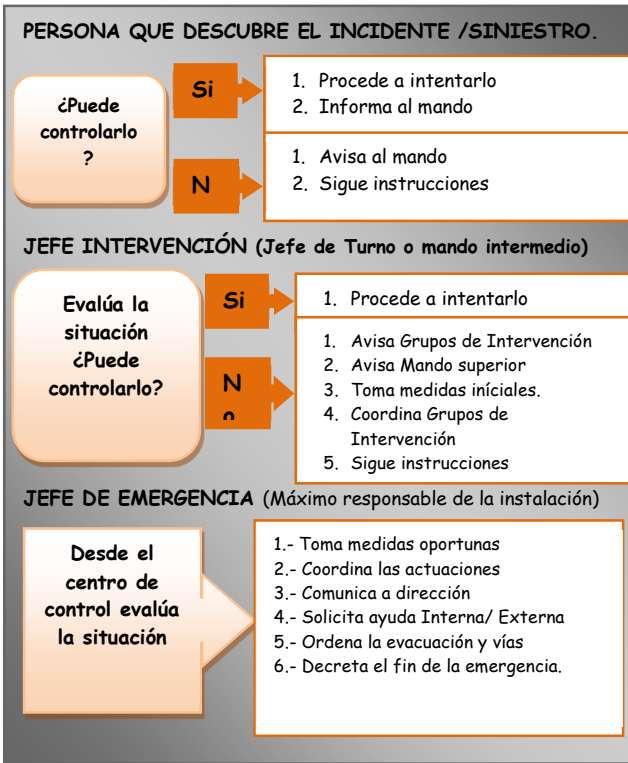 PERSONA QUE DESCUBRE EL INCIDENTE /SINIESTRO.
¿Puede
controlarlo
?
Si
1. Procede a intentarlo
2. Informa al mando
N
1. Avisa al mando
2. Sigue instrucciones
JEFE INTERVENCIÓN (Jefe de Turno o mando intermedio)
Evalúa la
situación
¿Puede
controlarlo?
Si
1. Procede a intentarlo
N
o
1. Avisa Grupos de Intervención
2. Avisa Mando superior
3. Toma medidas iníciales.
4. Coordina Grupos de
Intervención
5. Sigue instrucciones
JEFE DE EMERGENCIA (Máximo responsable de la instalación)
Desde el
centro de
control evalúa
la situación
1.- Toma medidas oportunas
2.- Coordina las actuaciones
3.- Comunica a dirección
4.- Solicita ayuda Interna/ Externa
5.- Ordena la evacuación y vías
6.- Decreta el fin de la emergencia.